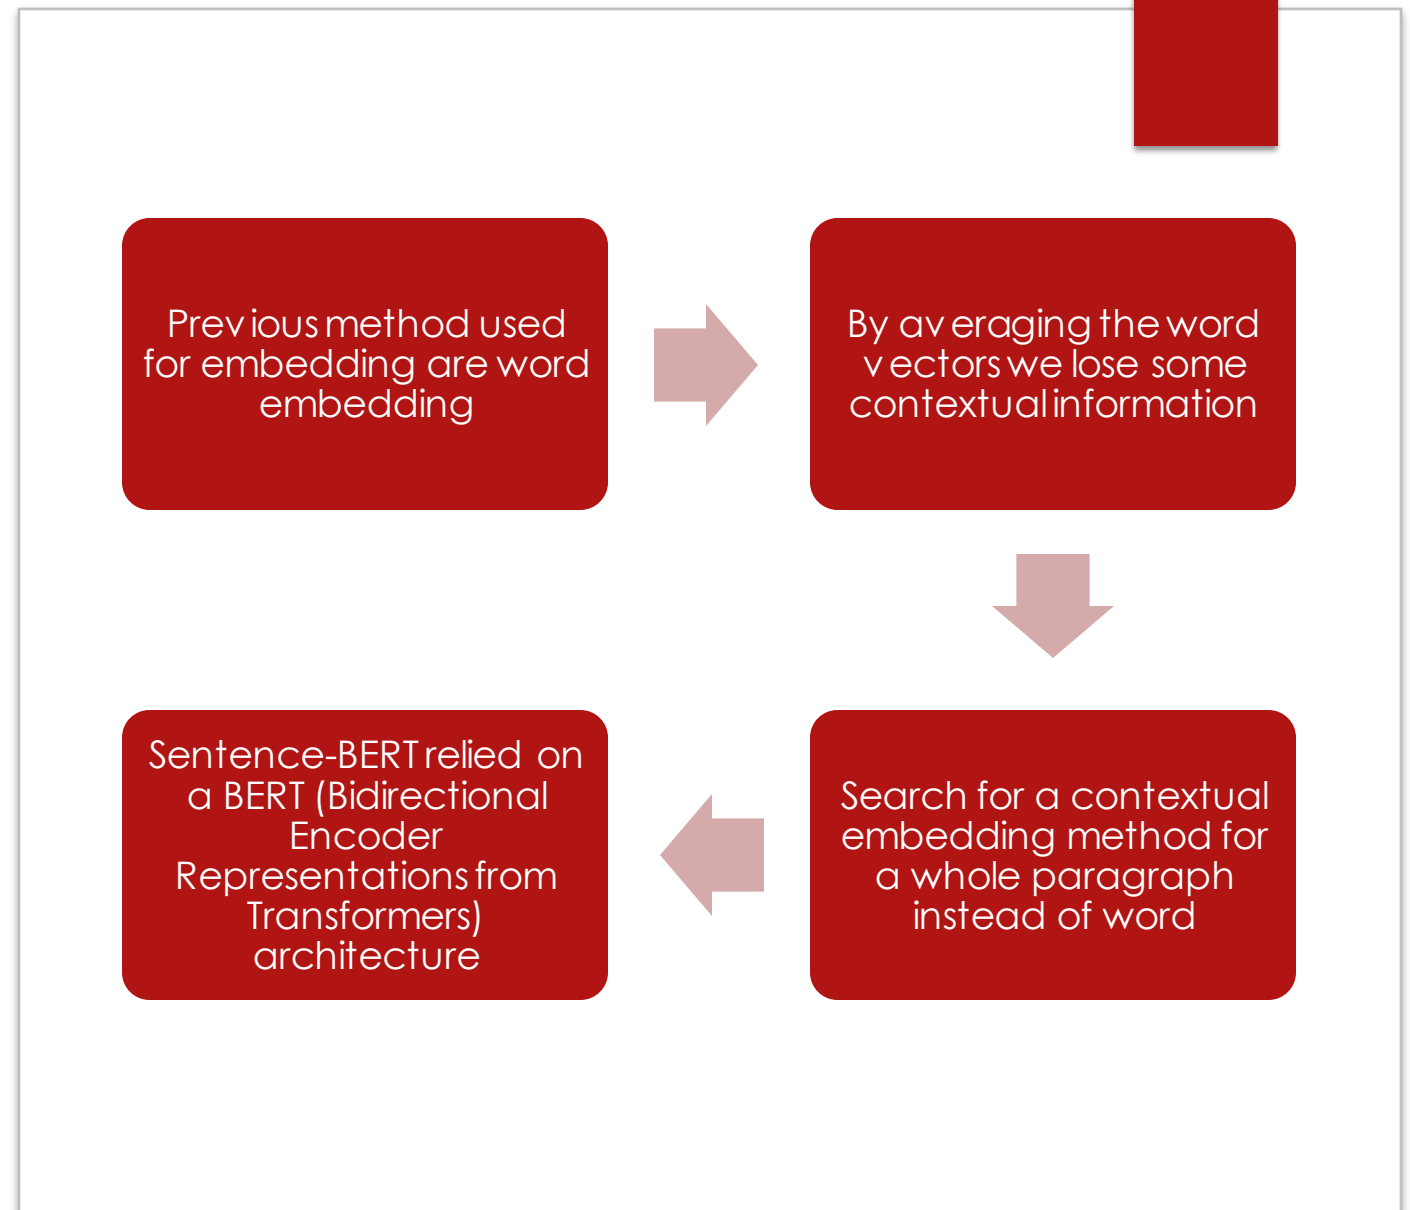 Previous method used
for embedding are word
embedding
By averaging the word
vectors we lose some
contextual information
Search for a contextual
embedding method for
a whole paragraph
instead of word
Sentence-BERT relied on
a BERT (Bidirectional
Encoder
Representations from
Transformers)
architecture